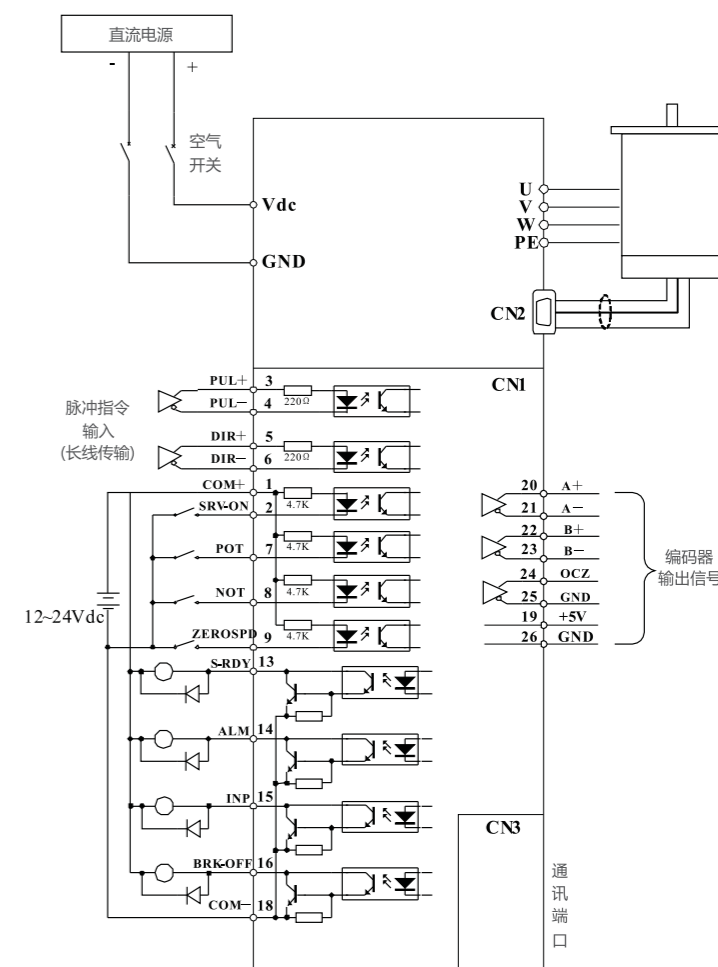 直流电源
-
+
空气
开关
Vdc
GND
U
V
W
PE
CN2
CN1
脉冲指令
输入
(长线传输)
PUL+ 3
220Ω
PUL− 4
DIR+ 5
220Ω
DIR− 6
COM+ 1
4.7K
SRV-ON 2
POT 7
4.7K
NOT 8
4.7K
ZEROSPD 9
4.7K
12~24Vdc
S-RDY 13
ALM 14
INP 15
BRK-OFF 16
COM− 18
20 A+
21 A−
22 B+
23 B−
24 OCZ
25 GND
19 +5V
26 GND
编码器
输出信号
CN3
通
讯
端
口